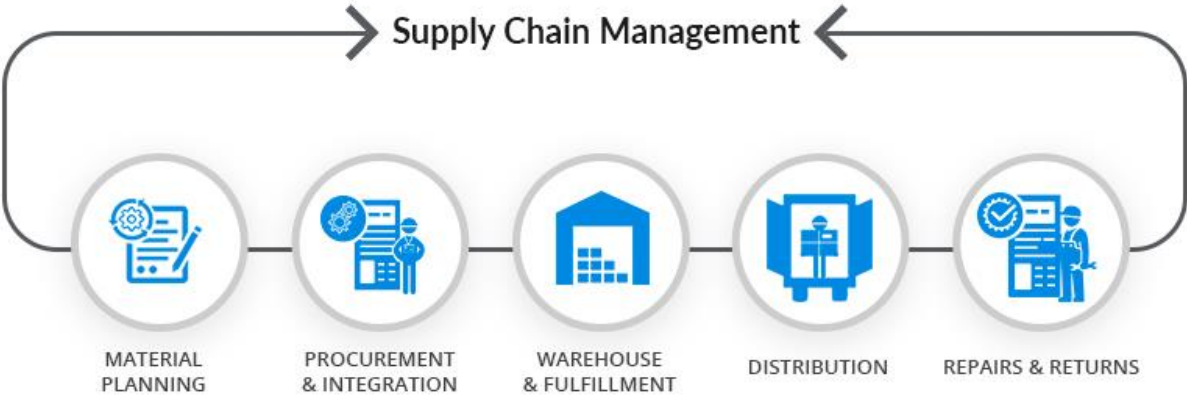 Supply Chain Management
MATERIAL
PLANNING
PROCUREMENT
& INTEGRATION
WAREHOUSE
& FULFILLMENT
DISTRIBUTION
REPAIRS & RETURNS